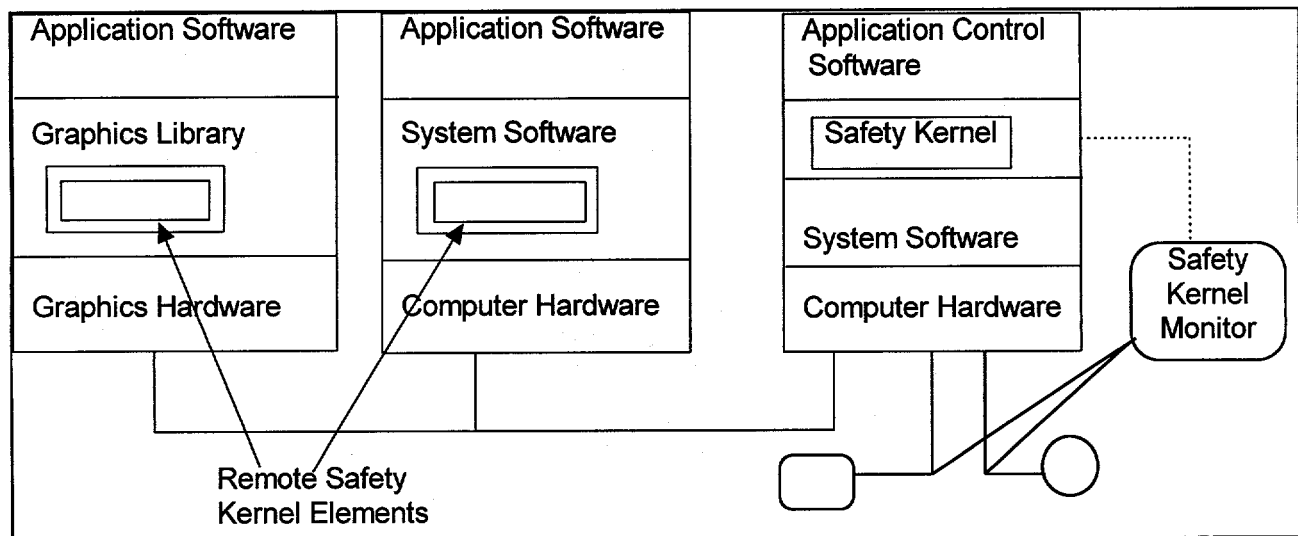 Application Software
Graphics Library
Graphics Hardware
Application Software
System Software
Computer Hardware
Application Control
Software
Safety Kernel
System Software
Computer Hardware
Safety
Kernel
Monitor
Remote Safety
Kernel Elements